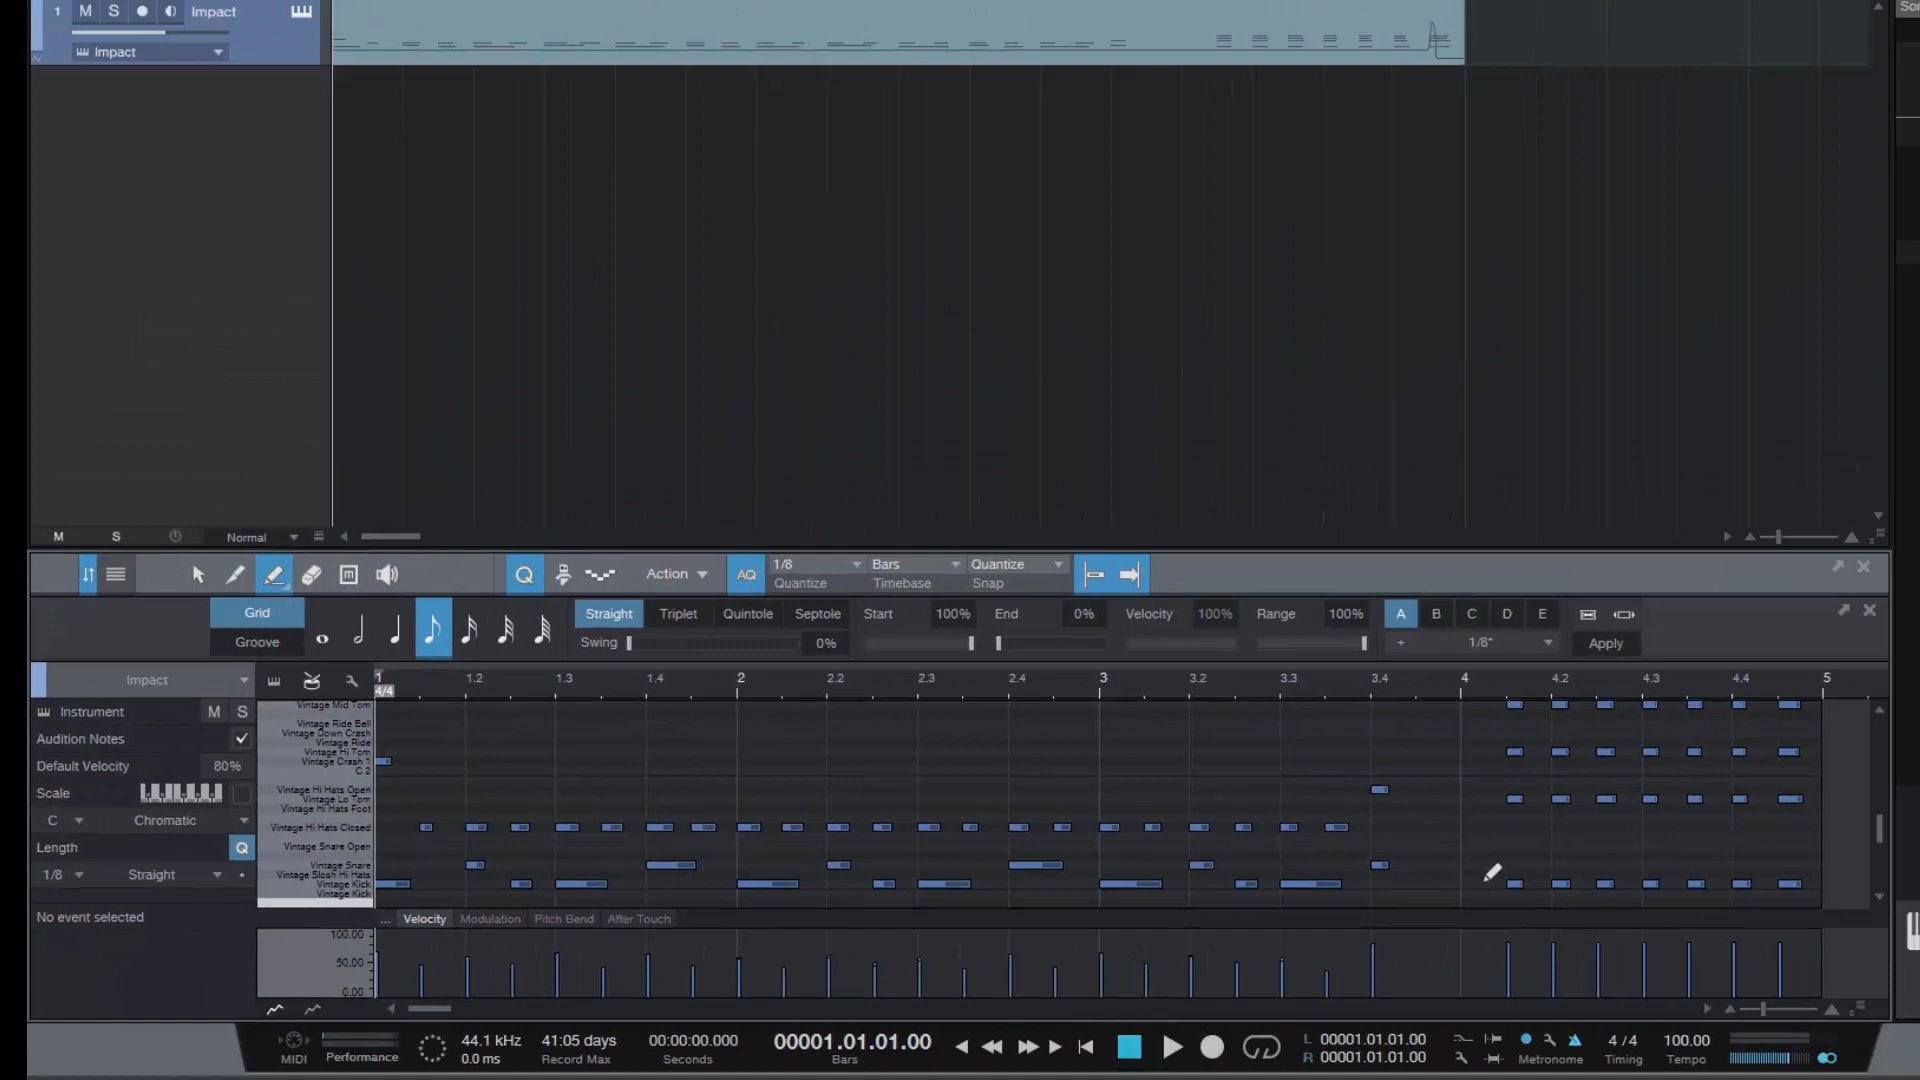 Son
1 M S Impact
Impact
M S Normal
Action AQ 1/8 Bars Quantize
Quantize Timebase Snap
Grid Straight Triplet Quintole Septole Start 100% End 0% Velocity 100% Range 100% A B C D E
Groove Swing 0% 1/8* Apply
Impact 1 1.2 1.3 1.4 2 2.2 2.3 2.4 3 3.2 3.3 3.4 4 4.2 4.3 4.4 5
4/4
Instrument M S
Audition Notes
Default Velocity 80%
Scale
C Chromatic
Length Q
1/8 Straight
No event selected
Vintage Mid Tom
Vintage Ride Bell
Vintage Down Crash
Vintage Ride
Vintage Hi Tom
Vintage Crash 1
C 2
Vintage Hi Hats Open
Vintage Lo Tom
Vintage Hi Hats Foot
Vintage Hi Hats Closed
Vintage Snare Open
Vintage Snare
Vintage Slosh Hi Hats
Vintage Kick
Vintage Kick
... Velocity Modulation Pitch Bend After Touch
100.00
50.00
0.00
MIDI Performance 44.1 kHz 41:05 days 00:00:00.000 00001.01.01.00 L 00001.01.01.00 4 / 4 100.00
0.0 ms Record Max Seconds Bars R 00001.01.01.00 Metronome Timing Tempo